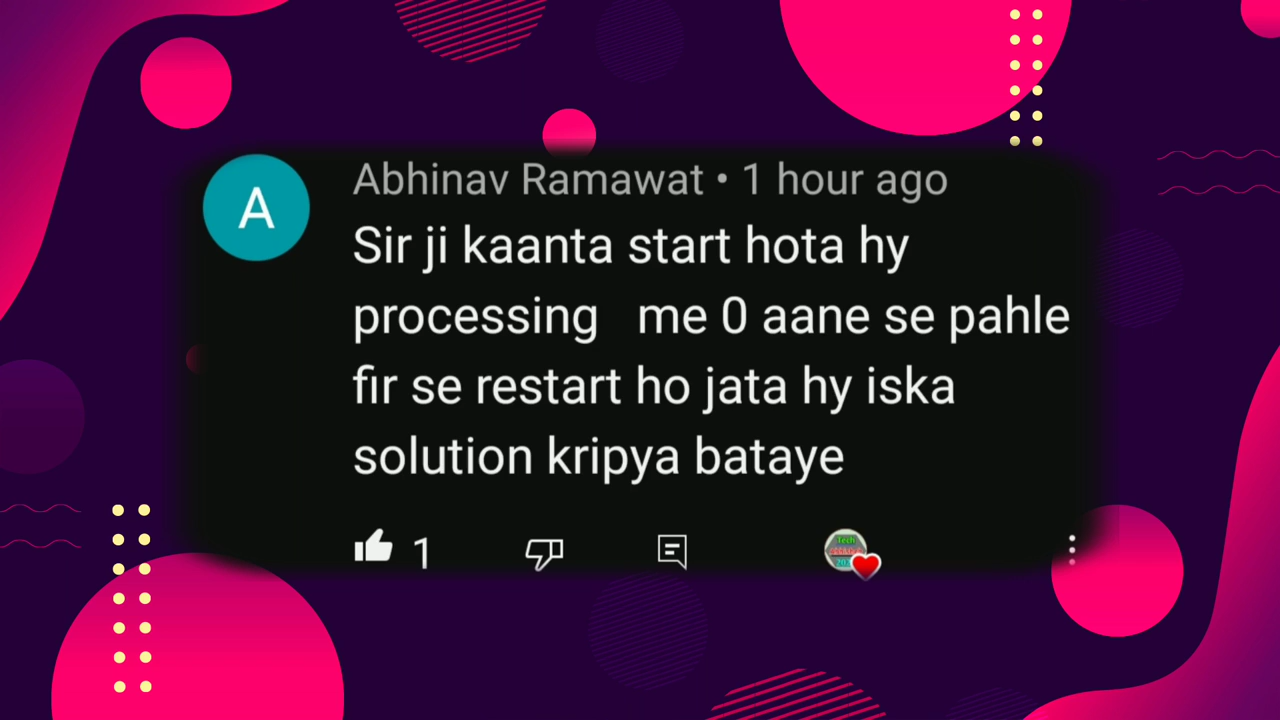 A
Abhinav Ramawat • 1 hour ago
Sir ji kaanta start hota hy
processing me 0 aane se pahle
fir se restart ho jata hy iska
solution kripya bataye
1
Tech